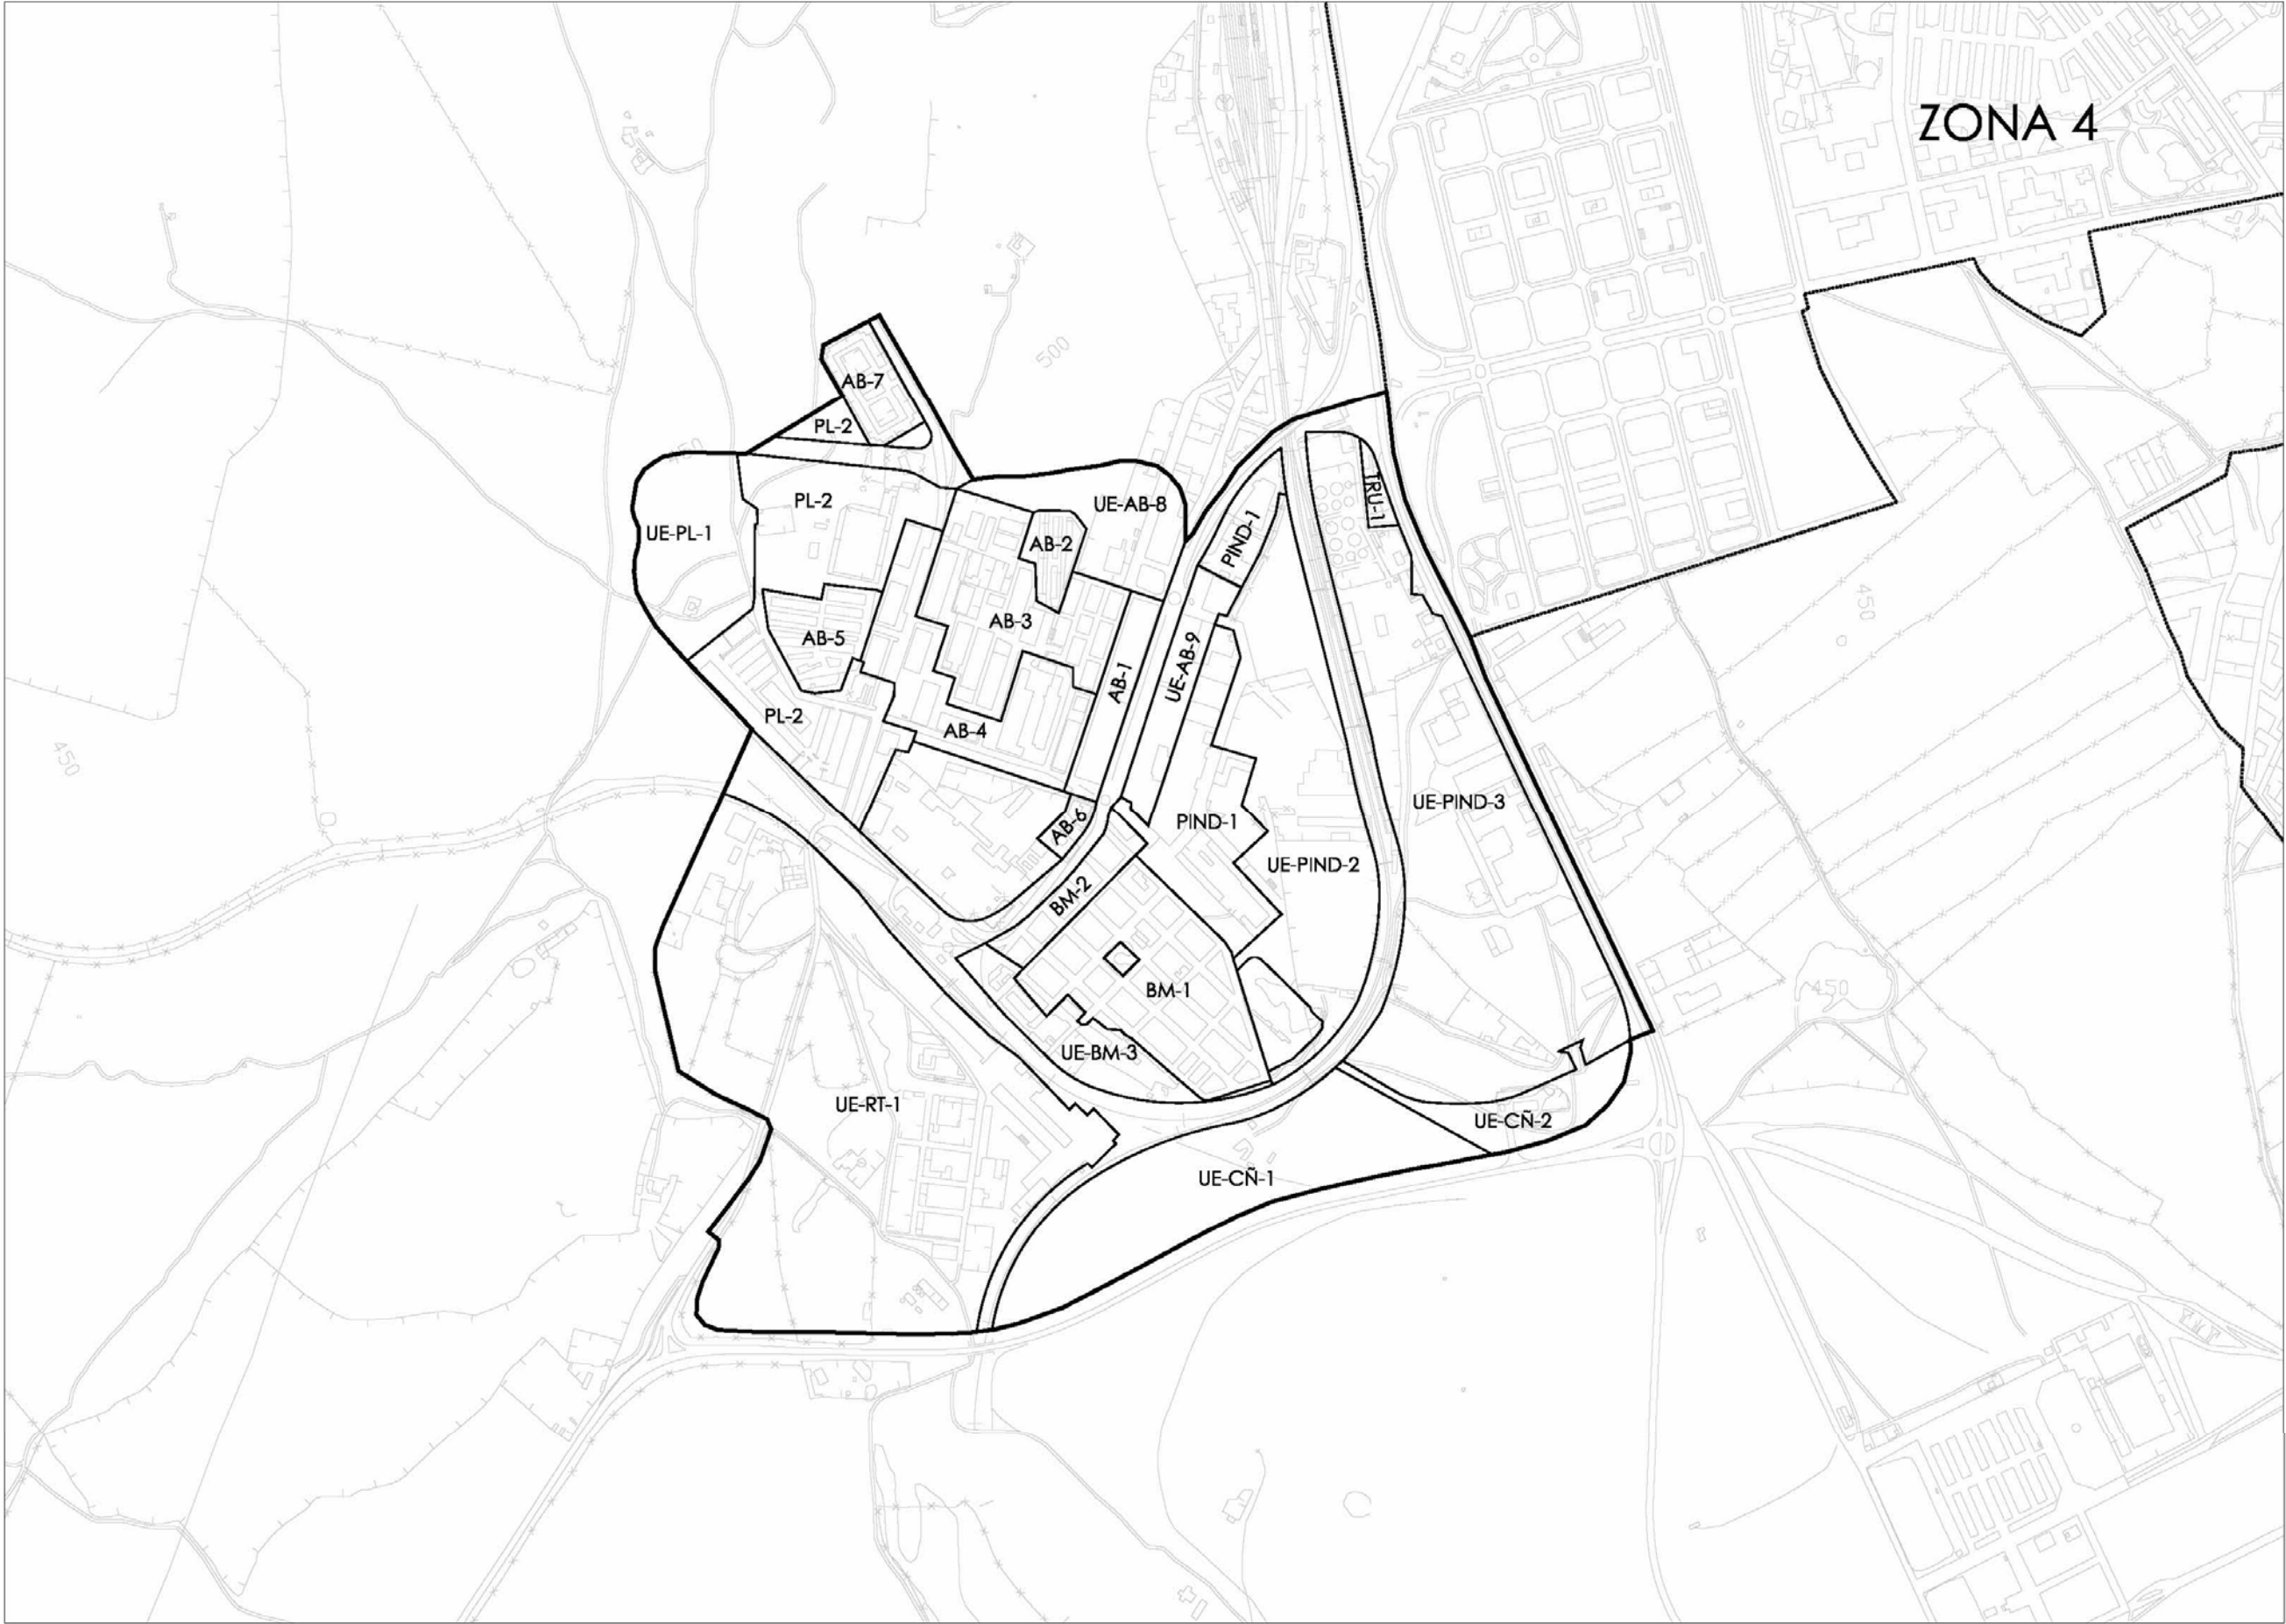 ZONA 4
500
AB-7
PL-2
PL-2
UE-AB-8
TRU-1
UE-PL-1
AB-2
PIND-1
AB-3
AB-5
450
UE-AB-9
AB-1
PL-2
AB-4
450
UE-PIND-3
PIND-1
AB-6
UE-PIND-2
BM-2
BM-1
450
UE-BM-3
UE-RT-1
UE-CÑ-2
UE-CÑ-1